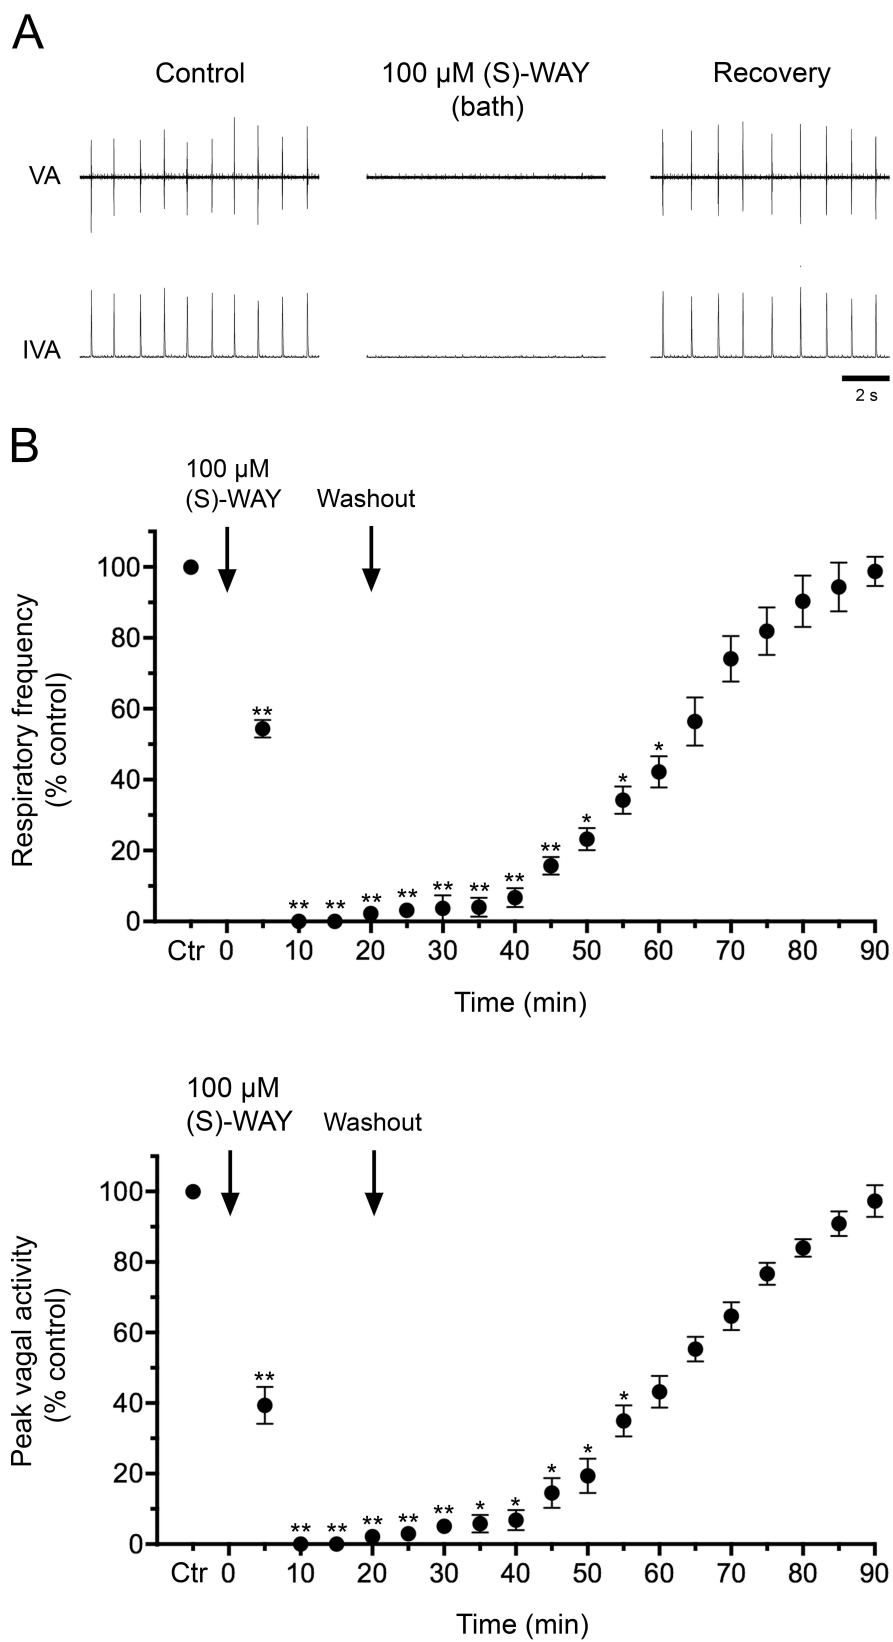 A
Control
100 µM (S)-WAY
(bath)
Recovery
VA
IVA
2 s
B
100 µM
(S)-WAY
Washout
Respiratory frequency
(% control)
100
80
60
40
20
0
**
**
**
**
**
**
**
**
**
*
*
*
Ctr 0 10 20 30 40 50 60 70 80 90
Time (min)
100 µM
(S)-WAY
Washout
Peak vagal activity
(% control)
100
80
60
40
20
0
**
**
**
**
**
**
*
*
*
*
*
Ctr 0 10 20 30 40 50 60 70 80 90
Time (min)